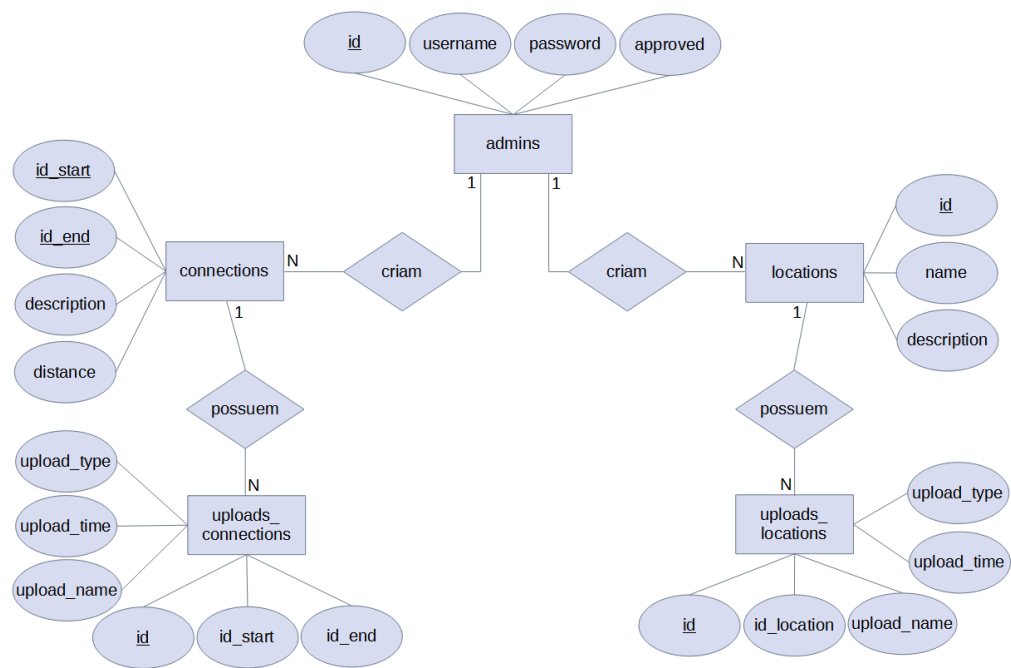 id
username
password
approved
admins
1
1
id_start
id_end
description
distance
connections
N
criam
criam
N
locations
id
name
description
1
1
possuem
possuem
upload_type
upload_time
upload_name
N
uploads_
connections
id
id_start
id_end
N
uploads_
locations
upload_type
upload_time
id
id_location
upload_name